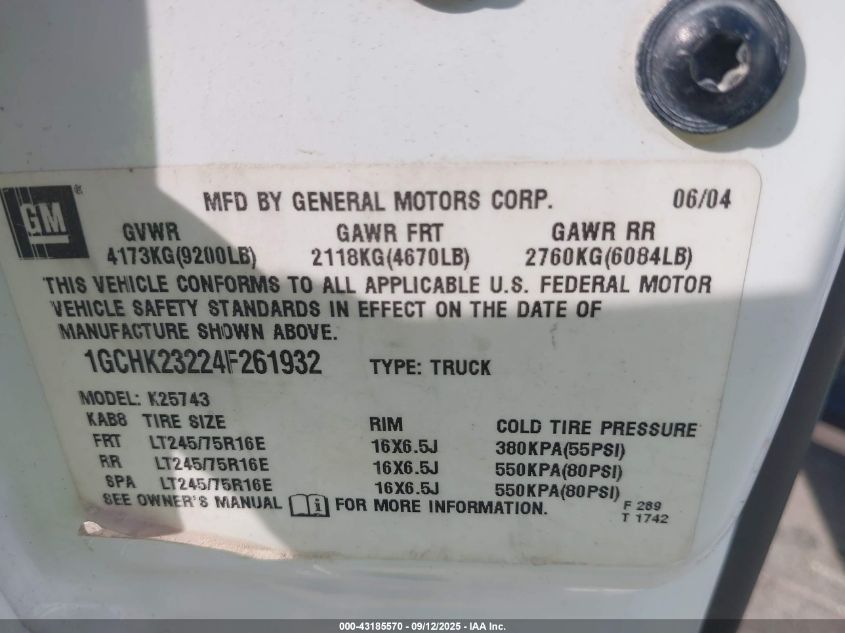 GM®
MFD BY GENERAL MOTORS CORP. 06/04
GVWR GAWR FRT GAWR RR
4173KG(9200LB) 2118KG(4670LB) 2760KG(6084LB)
THIS VEHICLE CONFORMS TO ALL APPLICABLE U.S. FEDERAL MOTOR
VEHICLE SAFETY STANDARDS IN EFFECT ON THE DATE OF
MANUFACTURE SHOWN ABOVE.
1GCHK23224F261932 TYPE: TRUCK
MODEL: K25743
KAB8 TIRE SIZE RIM COLD TIRE PRESSURE
FRT LT245/75R16E 16X6.5J 380KPA(55PSI)
RR LT245/75R16E 16X6.5J 550KPA(80PSI)
SPA LT245/75R16E 16X6.5J 550KPA(80PSI)
SEE OWNER'S MANUAL i FOR MORE INFORMATION.
F 289
T 1742
000-43185570 - 09/12/2025 - IAA Inc.